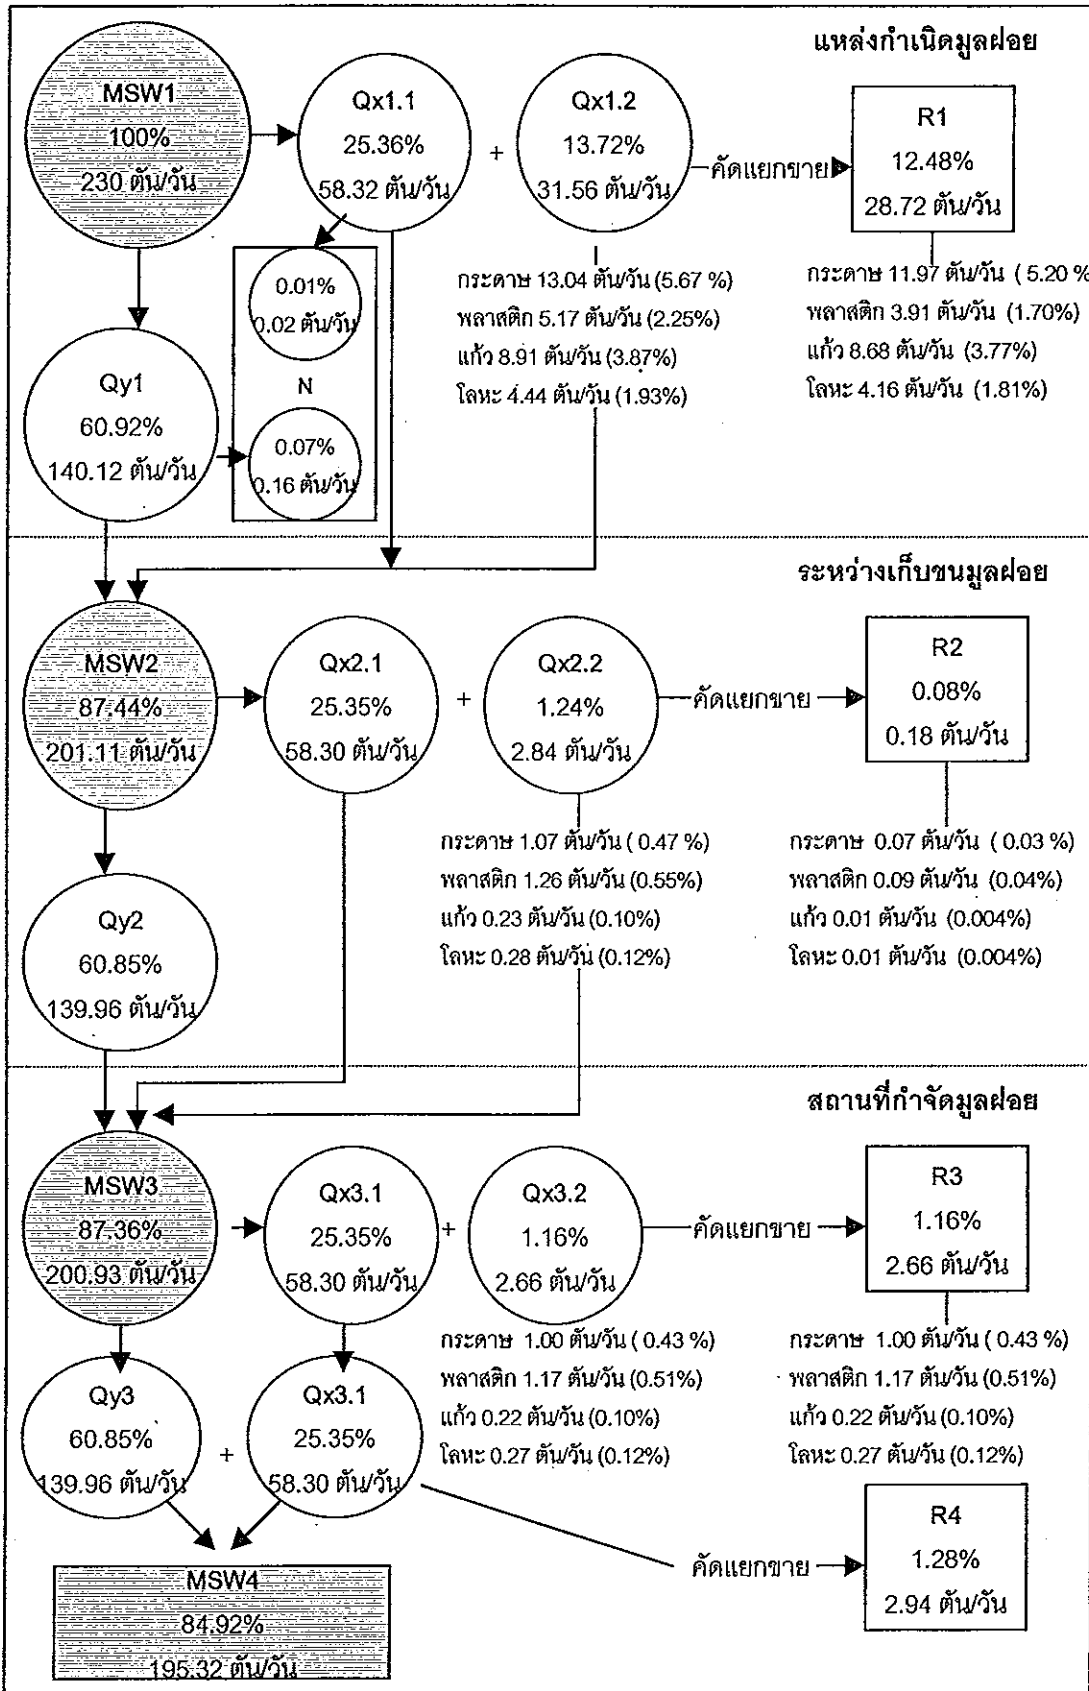 แหล่งกำเนิดมูลฝอย
MSW1
100%
230 ตัน/วัน
Qx1.1
25.36%
58.32 ตัน/วัน
+
Qx1.2
13.72%
31.56 ตัน/วัน
คัดแยกขาย
R1
12.48%
28.72 ตัน/วัน
0.01%
0.02 ตัน/วัน
N
0.07%
0.16 ตัน/วัน
กระดาษ 13.04 ตัน/วัน (5.67 %)
พลาสติก 5.17 ตัน/วัน (2.25%)
แก้ว 8.91 ตัน/วัน (3.87%)
โลหะ 4.44 ตัน/วัน (1.93%)
กระดาษ 11.97 ตัน/วัน ( 5.20 %
พลาสติก 3.91 ตัน/วัน (1.70%)
แก้ว 8.68 ตัน/วัน (3.77%)
โลหะ 4.16 ตัน/วัน (1.81%)
Qy1
60.92%
140.12 ตัน/วัน
ระหว่างเก็บขนมูลฝอย
MSW2
87.44%
201.11 ตัน/วัน
Qx2.1
25.35%
58.30 ตัน/วัน
+
Qx2.2
1.24%
2.84 ตัน/วัน
คัดแยกขาย
R2
0.08%
0.18 ตัน/วัน
กระดาษ 1.07 ตัน/วัน ( 0.47 %)
พลาสติก 1.26 ตัน/วัน (0.55%)
แก้ว 0.23 ตัน/วัน (0.10%)
โลหะ 0.28 ตัน/วัน (0.12%)
กระดาษ 0.07 ตัน/วัน ( 0.03 %)
พลาสติก 0.09 ตัน/วัน (0.04%)
แก้ว 0.01 ตัน/วัน (0.004%)
โลหะ 0.01 ตัน/วัน (0.004%)
Qy2
60.85%
139.96 ตัน/วัน
สถานที่กำจัดมูลฝอย
MSW3
87.36%
200.93 ตัน/วัน
Qx3.1
25.35%
58.30 ตัน/วัน
+
Qx3.2
1.16%
2.66 ตัน/วัน
คัดแยกขาย
R3
1.16%
2.66 ตัน/วัน
กระดาษ 1.00 ตัน/วัน ( 0.43 %)
พลาสติก 1.17 ตัน/วัน (0.51%)
แก้ว 0.22 ตัน/วัน (0.10%)
โลหะ 0.27 ตัน/วัน (0.12%)
กระดาษ 1.00 ตัน/วัน ( 0.43 %)
พลาสติก 1.17 ตัน/วัน (0.51%)
แก้ว 0.22 ตัน/วัน (0.10%)
โลหะ 0.27 ตัน/วัน (0.12%)
Qy3
60.85%
139.96 ตัน/วัน
+
Qx3.1
25.35%
58.30 ตัน/วัน
คัดแยกขาย
R4
1.28%
2.94 ตัน/วัน
MSW4
84.92%
195.32 ตัน/วัน